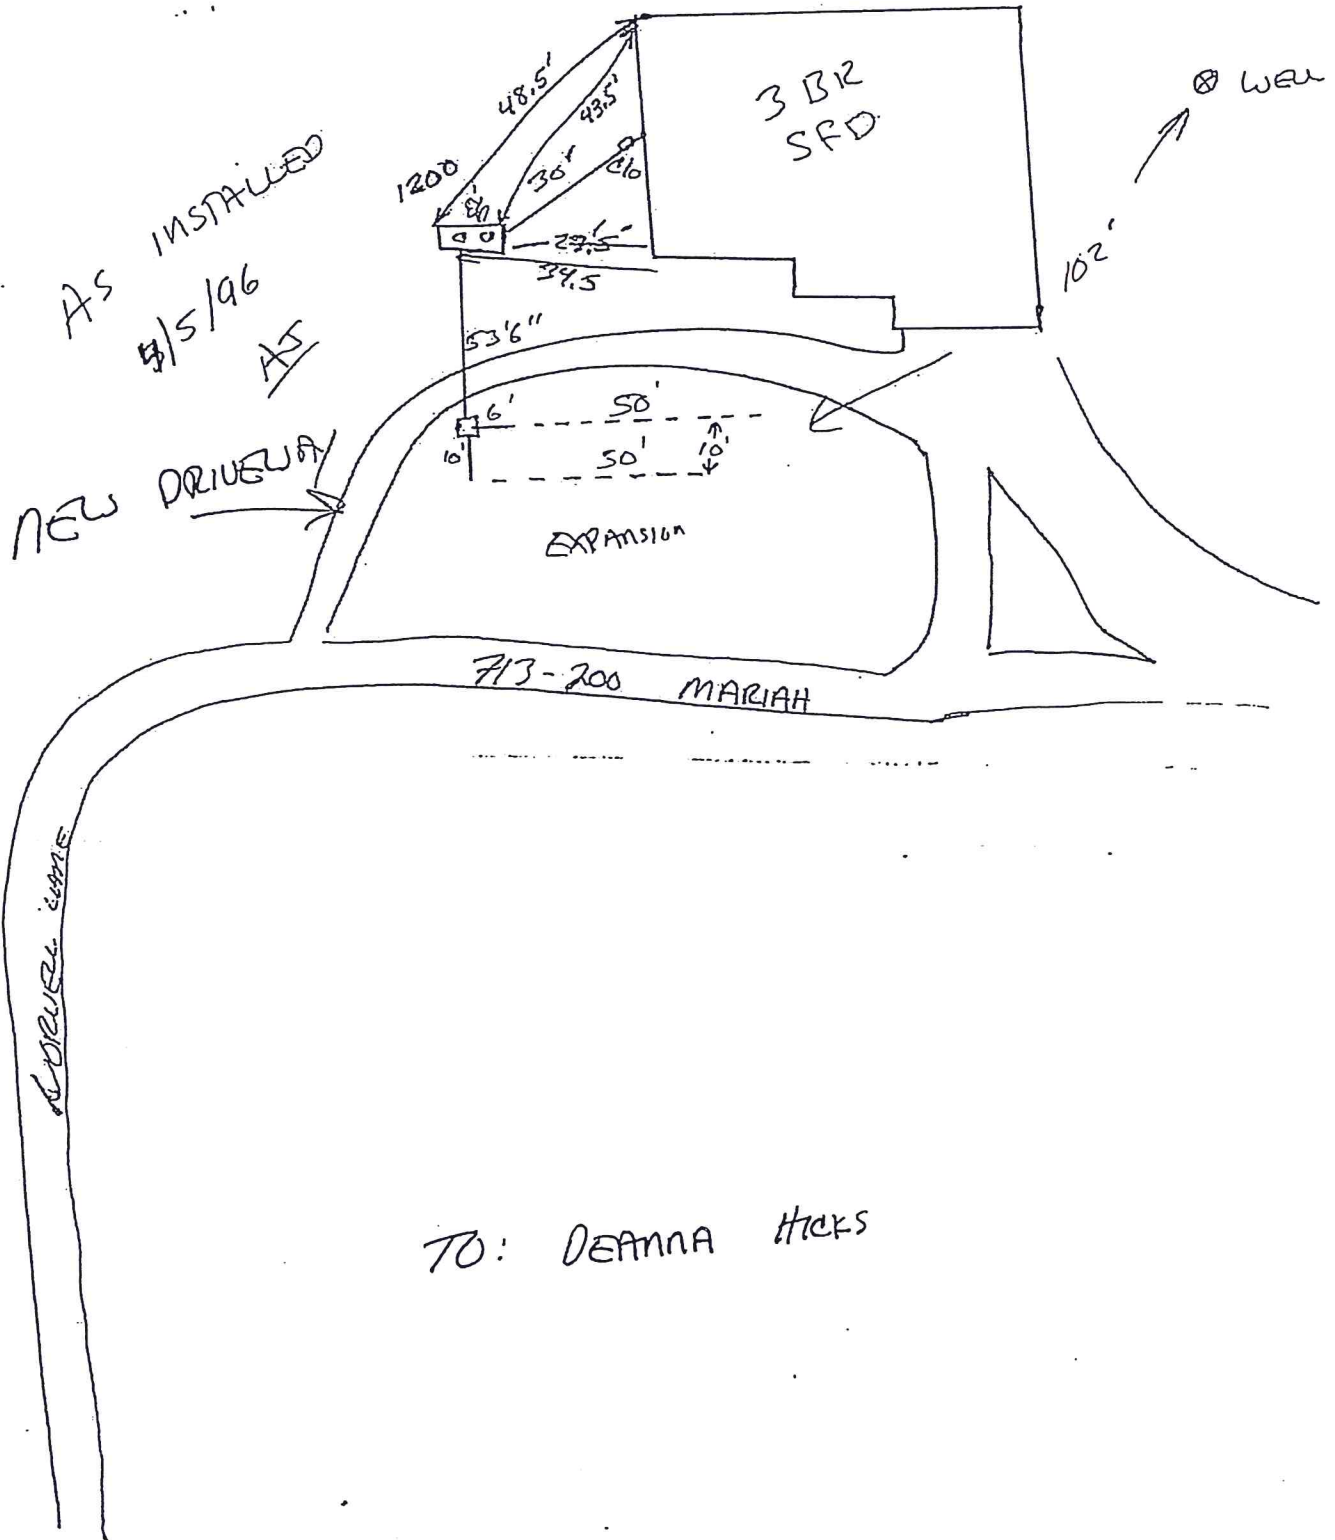 AS INSTALLED
/5/96
AJ
48.5'
43.5'
30'
C/O
1200
34.5
53'6"
3 BR
SFD
WELL
102'
NEW DRIVEWAY
6'
50'
10'
50'
10'
EXPANSION
713-200 MARIAH
TO: DEANNA HICKS